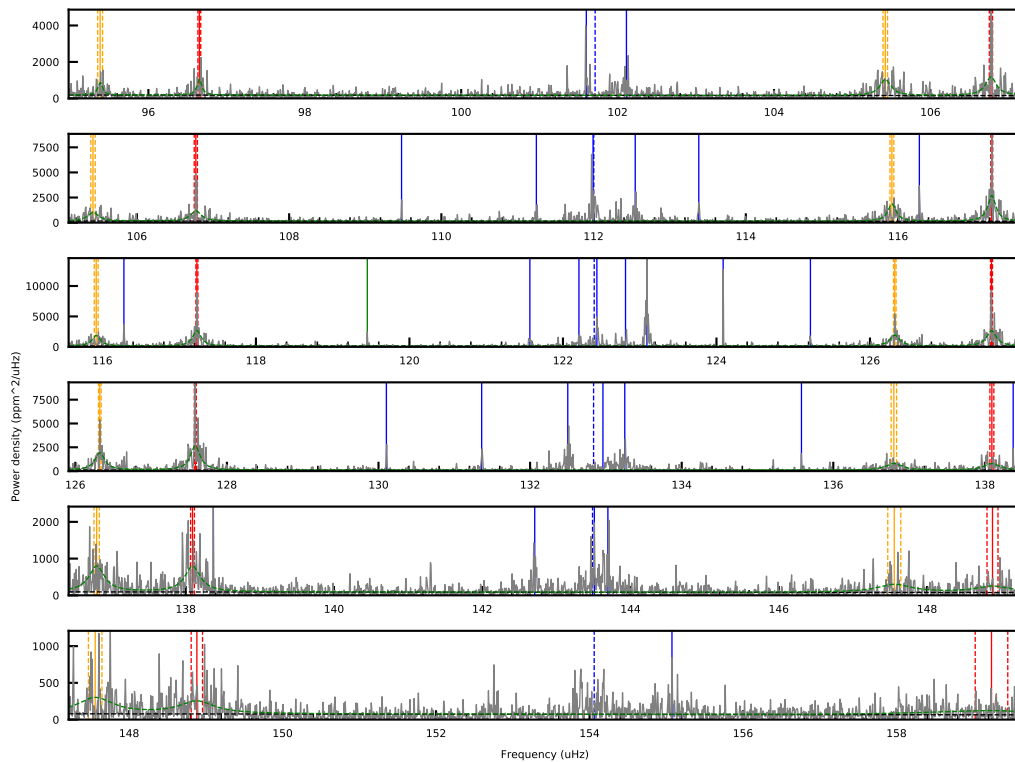 4000
2000
0
96 98 100 102 104 106
7500
5000
2500
0
106 108 110 112 114 116
10000
5000
0
116 118 120 122 124 126
7500
5000
2500
0
126 128 130 132 134 136 138
2000
1000
0
138 140 142 144 146 148
1000
500
0
148 150 152 154 156 158
Power density (ppm^2/uHz)
Frequency (uHz)